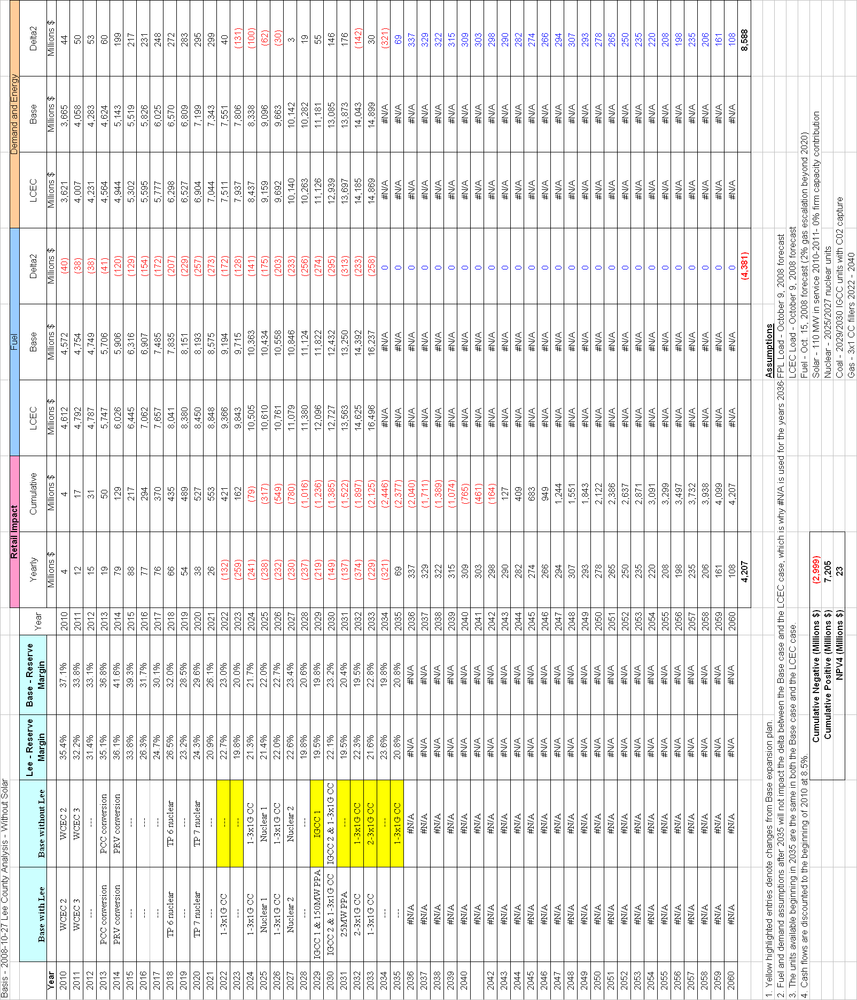 Basis - 2008-10-27 Lee County Analysis - Without Solar
Retail Impact Fuel Demand and Energy
Year Base with Lee Base without Lee Lee - Reserve Margin Base - Reserve Margin Year Yearly Cumulative LCEC Base Delta2 LCEC Base Delta2
Millions $ Millions $ Millions $ Millions $ Millions $ Millions $ Millions $ Millions $
2010 WCEC 2 WCEC 2 35.4% 37.1% 2010 4 4 4,612 4,572 (40) 3,621 3,665 44
2011 WCEC 3 WCEC 3 32.2% 33.8% 2011 12 17 4,792 4,754 (38) 4,007 4,058 50
2012 --- --- 31.4% 33.1% 2012 15 31 4,787 4,749 (38) 4,231 4,283 53
2013 PCC conversion PCC conversion 35.1% 36.8% 2013 19 50 5,747 5,706 (41) 4,564 4,624 60
2014 PRV conversion PRV conversion 36.1% 41.6% 2014 79 129 6,026 5,906 (120) 4,944 5,143 199
2015 --- --- 33.8% 39.3% 2015 88 217 6,445 6,316 (129) 5,302 5,519 217
2016 --- --- 26.3% 31.7% 2016 77 294 7,062 6,907 (154) 5,595 5,826 231
2017 --- --- 24.7% 30.1% 2017 76 370 7,657 7,485 (172) 5,777 6,025 248
2018 TP 6 nuclear TP 6 nuclear 26.5% 32.0% 2018 66 435 8,041 7,835 (207) 6,298 6,570 272
2019 --- --- 23.2% 28.5% 2019 54 489 8,380 8,151 (229) 6,527 6,809 283
2020 TP 7 nuclear TP 7 nuclear 24.3% 29.6% 2020 38 527 8,450 8,193 (257) 6,904 7,199 295
2021 --- --- 20.9% 26.1% 2021 26 553 8,848 8,575 (273) 7,044 7,343 299
2022 1-3x1G CC --- 22.7% 23.0% 2022 (132) 421 9,366 9,194 (172) 7,511 7,551 40
2023 --- 19.8% 20.0% 2023 (259) 162 9,843 9,715 (128) 7,937 7,806 (131)
2024 1-3x1G CC 1-3x1G CC 21.3% 21.7% 2024 (241) (79) 10,505 10,363 (141) 8,437 8,338 (100)
2025 Nuclear 1 Nuclear 1 21.4% 22.0% 2025 (238) (317) 10,610 10,434 (175) 9,159 9,096 (62)
2026 1-3x1G CC 1-3x1G CC 22.0% 22.7% 2026 (232) (549) 10,761 10,558 (203) 9,692 9,663 (30)
2027 Nuclear 2 Nuclear 2 22.6% 23.4% 2027 (230) (780) 11,079 10,846 (233) 10,140 10,142 3
2028 --- --- 19.8% 20.6% 2028 (237) (1,016) 11,380 11,124 (256) 10,263 10,282 19
2029 IGCC 1 & 150MW PPA IGCC 1 19.5% 19.8% 2029 (219) (1,236) 12,096 11,822 (274) 11,126 11,181 55
2030 IGCC 2 & 1-3x1G CC IGCC 2 & 1-3x1G CC 22.1% 23.2% 2030 (149) (1,385) 12,727 12,432 (295) 12,939 13,085 146
2031 25MW PPA --- 19.5% 20.4% 2031 (137) (1,522) 13,563 13,250 (313) 13,697 13,873 176
2032 2-3x1G CC 1-3x1G CC 22.3% 19.5% 2032 (374) (1,897) 14,625 14,392 (233) 14,185 14,043 (142)
2033 1-3x1G CC 2-3x1G CC 21.6% 22.8% 2033 (229) (2,125) 16,496 16,237 (258) 14,869 14,899 30
2034 --- --- 23.6% 19.8% 2034 (321) (2,446) #N/A #N/A 0 #N/A #N/A (321)
2035 --- 1-3x1G CC 20.8% 20.8% 2035 69 (2,377) #N/A #N/A 0 #N/A #N/A 69
2036 #N/A #N/A #N/A #N/A 2036 337 (2,040) #N/A #N/A 0 #N/A #N/A 337
2037 #N/A #N/A #N/A #N/A 2037 329 (1,711) #N/A #N/A 0 #N/A #N/A 329
2038 #N/A #N/A #N/A #N/A 2038 322 (1,389) #N/A #N/A 0 #N/A #N/A 322
2039 #N/A #N/A #N/A #N/A 2039 315 (1,074) #N/A #N/A 0 #N/A #N/A 315
2040 #N/A #N/A #N/A #N/A 2040 309 (765) #N/A #N/A 0 #N/A #N/A 309
#N/A #N/A #N/A #N/A 2041 303 (461) #N/A #N/A 0 #N/A #N/A 303
2042 #N/A #N/A #N/A #N/A 2042 298 (164) #N/A #N/A 0 #N/A #N/A 298
2043 #N/A #N/A #N/A #N/A 2043 290 127 #N/A #N/A 0 #N/A #N/A 290
2044 #N/A #N/A #N/A #N/A 2044 282 409 #N/A #N/A 0 #N/A #N/A 282
2045 #N/A #N/A #N/A #N/A 2045 274 683 #N/A #N/A 0 #N/A #N/A 274
2046 #N/A #N/A #N/A #N/A 2046 266 949 #N/A #N/A 0 #N/A #N/A 266
2047 #N/A #N/A #N/A #N/A 2047 294 1,244 #N/A #N/A 0 #N/A #N/A 294
2048 #N/A #N/A #N/A #N/A 2048 307 1,551 #N/A #N/A 0 #N/A #N/A 307
2049 #N/A #N/A #N/A #N/A 2049 293 1,843 #N/A #N/A 0 #N/A #N/A 293
2050 #N/A #N/A #N/A #N/A 2050 278 2,122 #N/A #N/A 0 #N/A #N/A 278
2051 #N/A #N/A #N/A #N/A 2051 265 2,386 #N/A #N/A 0 #N/A #N/A 265
2052 #N/A #N/A #N/A #N/A 2052 250 2,637 #N/A #N/A 0 #N/A #N/A 250
2053 #N/A #N/A #N/A #N/A 2053 235 2,871 #N/A #N/A 0 #N/A #N/A 235
2054 #N/A #N/A #N/A #N/A 2054 220 3,091 #N/A #N/A 0 #N/A #N/A 220
2055 #N/A #N/A #N/A #N/A 2055 208 3,299 #N/A #N/A 0 #N/A #N/A 208
2056 #N/A #N/A #N/A #N/A 2056 198 3,497 #N/A #N/A 0 #N/A #N/A 198
2057 #N/A #N/A #N/A #N/A 2057 235 3,732 #N/A #N/A 0 #N/A #N/A 235
2058 #N/A #N/A #N/A #N/A 2058 206 3,938 #N/A #N/A 0 #N/A #N/A 206
2059 #N/A #N/A #N/A #N/A 2059 161 4,099 #N/A #N/A 0 #N/A #N/A 161
2060 #N/A #N/A #N/A #N/A 2060 108 4,207 #N/A #N/A 0 #N/A #N/A 108
4,207 (4,381) 8,588
1. Yellow highlighted entries denote changes from Base expansion plan.
2. Fuel and demand assumptions after 2035 will not impact the delta between the Base case and the LCEC case, which is why #N/A is used for the years 2036-
3. The units available beginning in 2035 are the same in both the Base case and the LCEC case.
4. Cash flows are discounted to the beginning of 2010 at 8.5%.
Cumulative Negative (Millions $) (2,999)
Cumulative Positive (Millions $) 7,205
NPV4 (Millions $) 23
Assumptions
FPL Load - October 9, 2008 forecast
LCEC Load - October 9, 2008 forecast
Fuel - Oct. 15, 2008 forecast (2% gas escalation beyond 2020)
Solar - 110 MW in service 2010-2011- 0% firm capacity contribution
Nuclear - 2025/2027 nuclear units
Coal - 2029/2030 IGCC units with C02 capture
Gas - 3x1 CC fillers 2022 - 2040